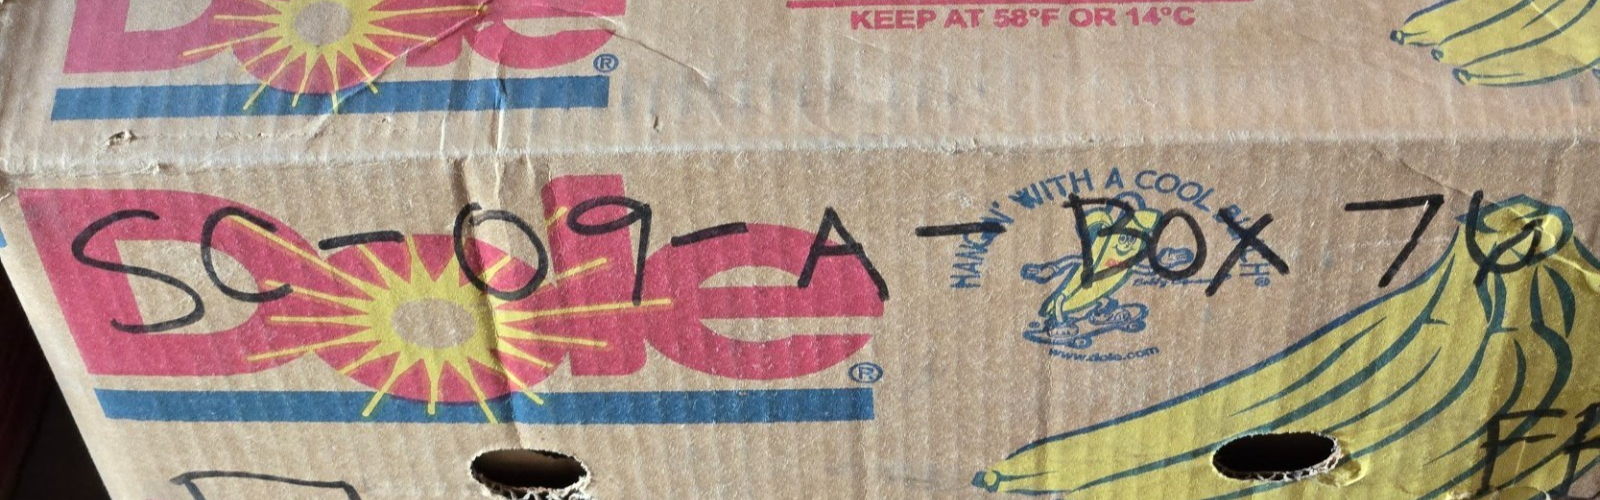 Dole®
KEEP AT 58°F OR 14°C
Dole®
HANGIN' WITH A COOL BUNCH®
www.dole.com
SC-09-A- BOX 76